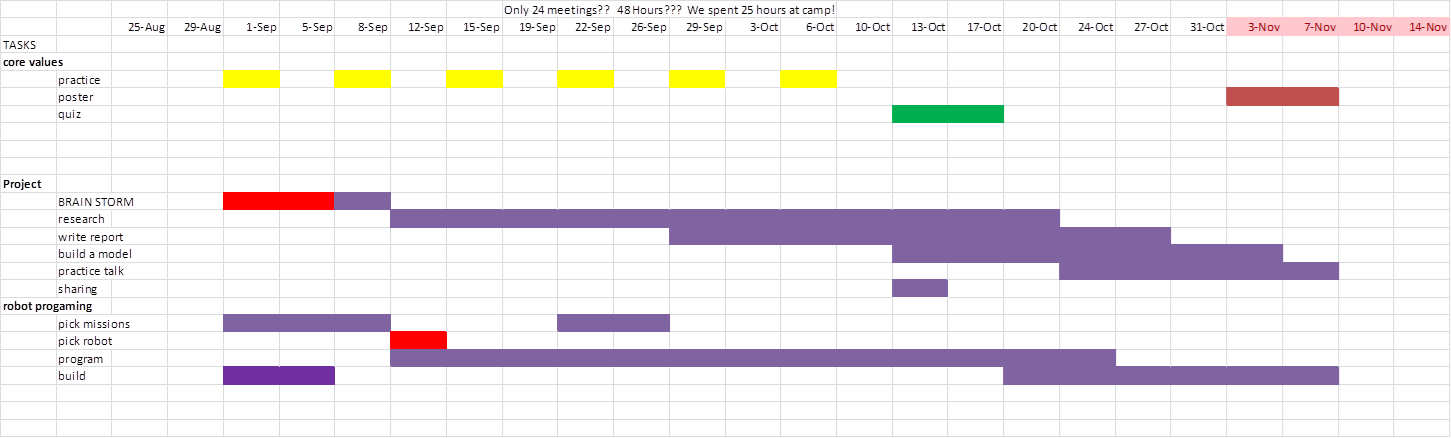 Only 24 meetings?? 48 Hours??? We spent 25 hours at camp!
25-Aug 29-Aug 1-Sep 5-Sep 8-Sep 12-Sep 15-Sep 19-Sep 22-Sep 26-Sep 29-Sep 3-Oct 6-Oct 10-Oct 13-Oct 17-Oct 20-Oct 24-Oct 27-Oct 31-Oct 3-Nov 7-Nov 10-Nov 14-Nov
TASKS
core values
practice
poster
quiz
Project
BRAIN STORM
research
write report
build a model
practice talk
sharing
robot progaming
pick missions
pick robot
program
build